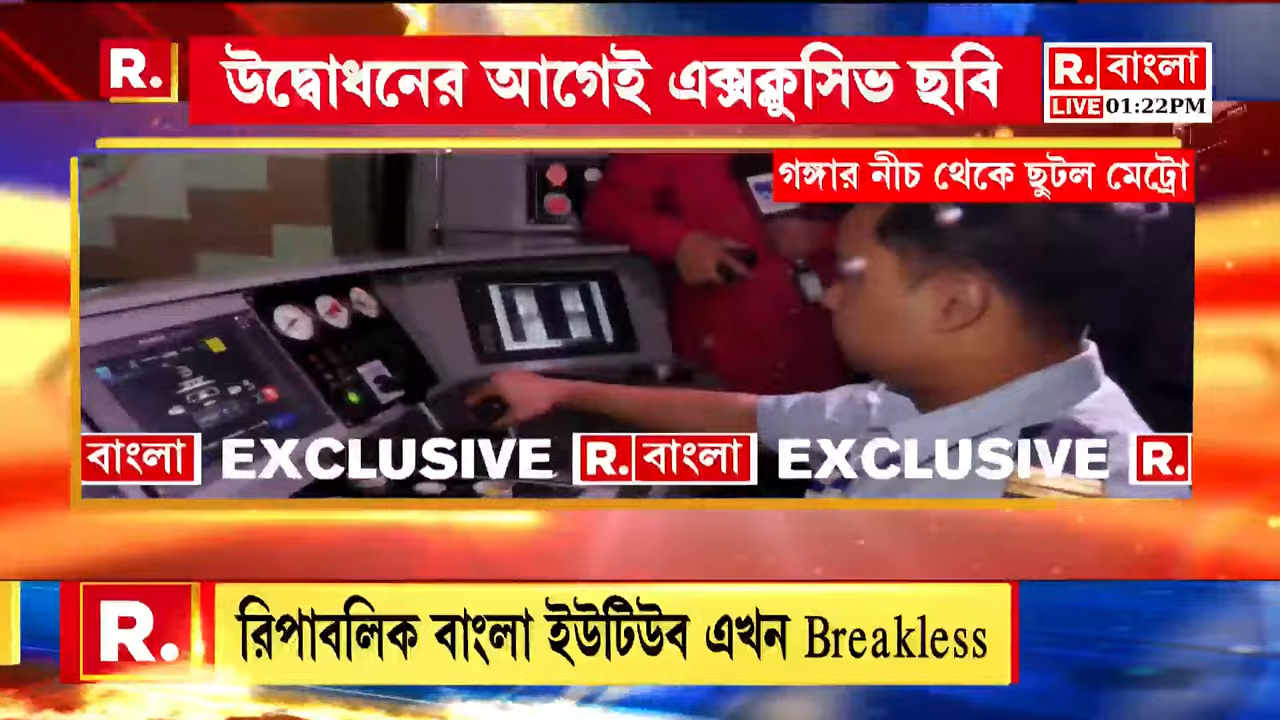 R. উদ্বোধনের আগেই এক্সক্লুসিভ ছবি R. বাংলা
LIVE 01:22PM
গঙ্গার নীচ থেকে ছুটল মেট্রো
বাংলা EXCLUSIVE R. বাংলা EXCLUSIVE R.
R. রিপাবলিক বাংলা ইউটিউব এখন Breakless